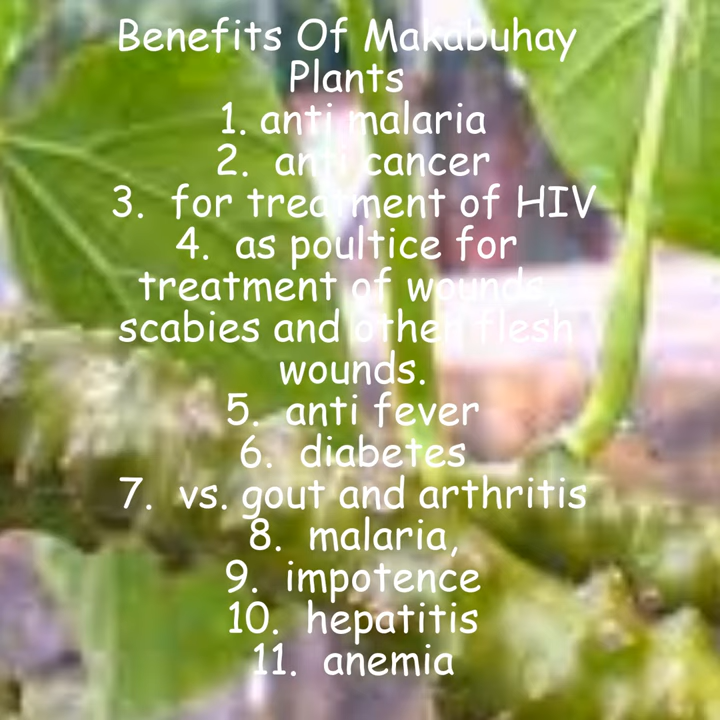 Benefits Of Makabuhay
Plants
1. anti malaria
2. anti cancer
3. for treatment of HIV
4. as poultice for
treatment of wounds,
scabies and other flesh
wounds.
5. anti fever
6. diabetes
7. vs. gout and arthritis
8. malaria,
9. impotence
10. hepatitis
11. anemia